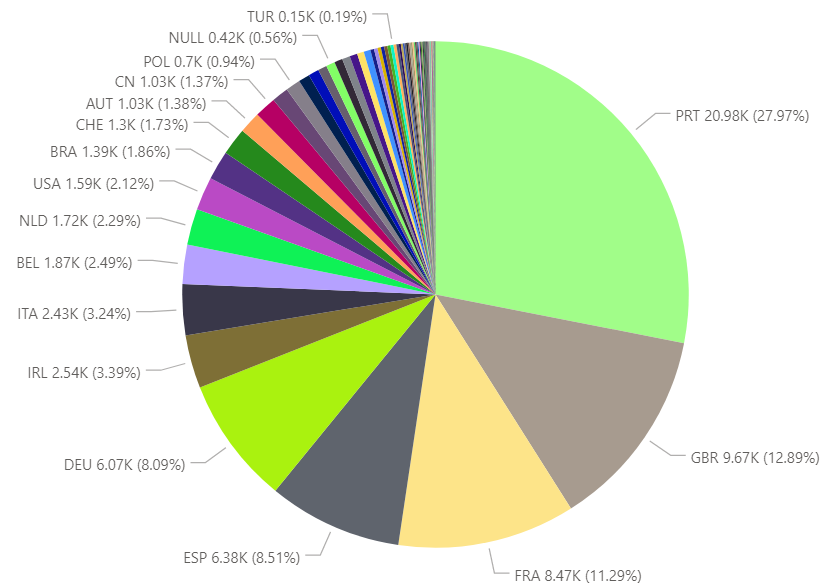 TUR 0.15K (0.19%)
NULL 0.42K (0.56%)
POL 0.7K (0.94%)
CN 1.03K (1.37%)
AUT 1.03K (1.38%)
CHE 1.3K (1.73%)
BRA 1.39K (1.86%)
USA 1.59K (2.12%)
NLD 1.72K (2.29%)
BEL 1.87K (2.49%)
ITA 2.43K (3.24%)
IRL 2.54K (3.39%)
DEU 6.07K (8.09%)
ESP 6.38K (8.51%)
FRA 8.47K (11.29%)
GBR 9.67K (12.89%)
PRT 20.98K (27.97%)